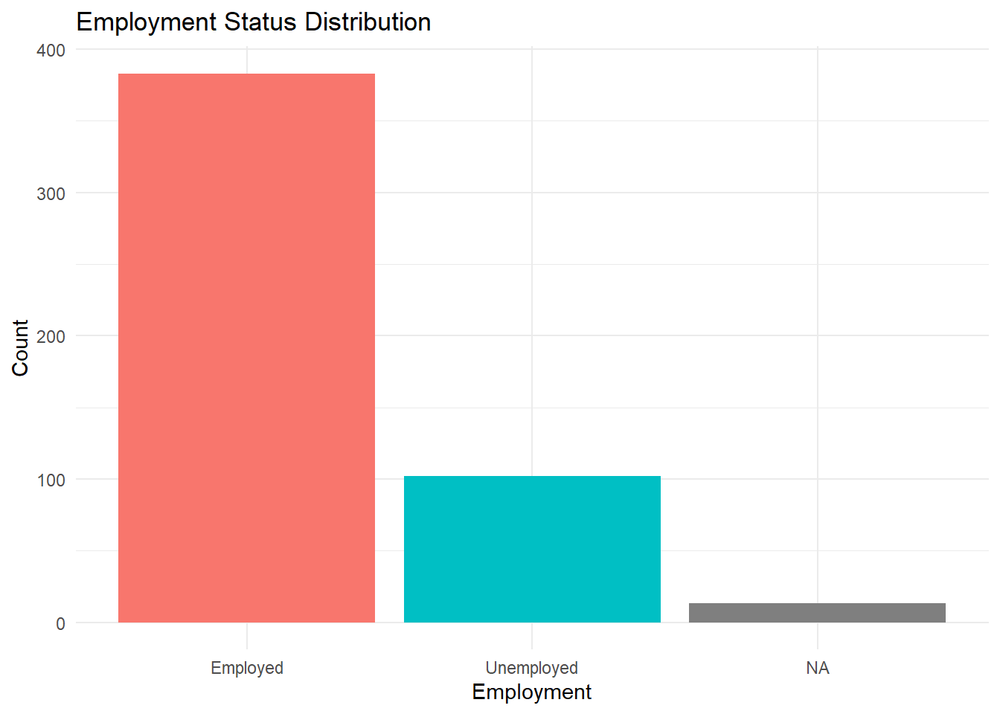 Employment Status Distribution
400
300
200
100
0
Count
Employed
Unemployed
NA
Employment